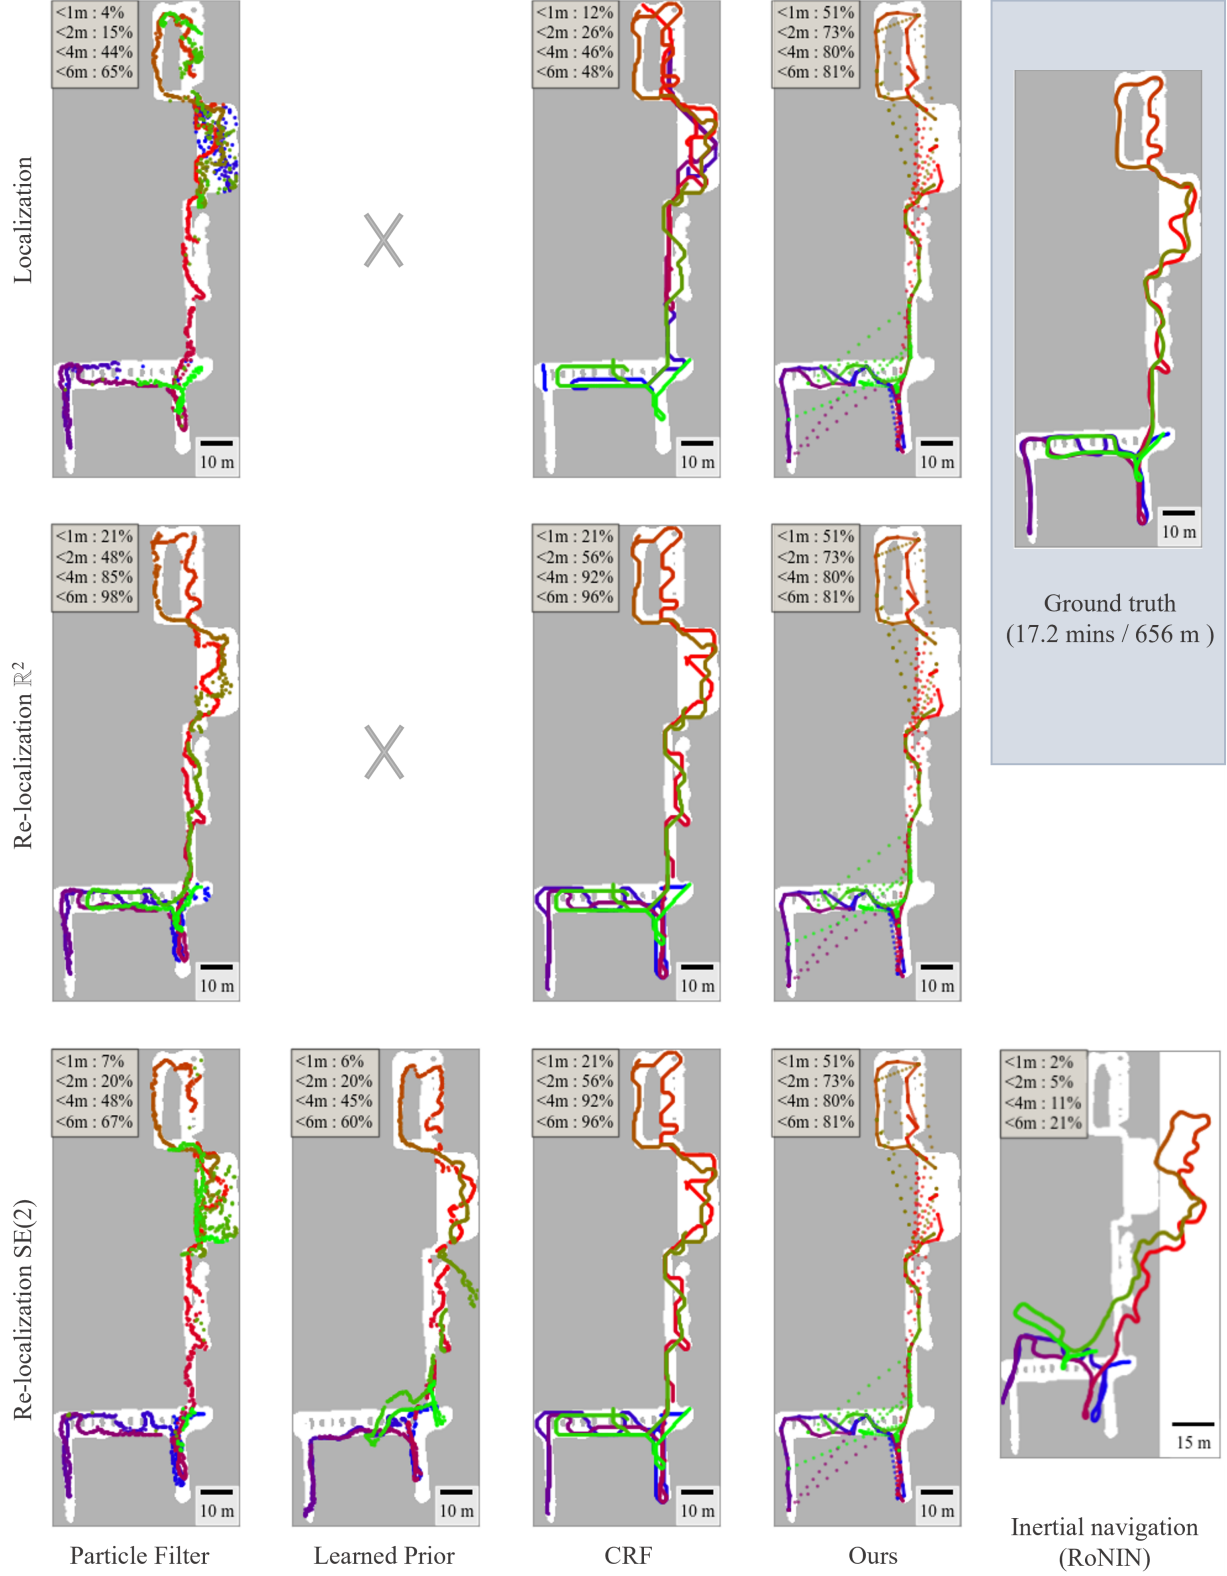 Localization
<1m : 4%
<2m : 15%
<4m : 44%
<6m : 65%
10 m
<1m : 12%
<2m : 26%
<4m : 46%
<6m : 48%
10 m
<1m : 51%
<2m : 73%
<4m : 80%
<6m : 81%
10 m
10 m
Ground truth
(17.2 mins / 656 m )
Re-localization ℝ²
<1m : 21%
<2m : 48%
<4m : 85%
<6m : 98%
10 m
<1m : 21%
<2m : 56%
<4m : 92%
<6m : 96%
10 m
<1m : 51%
<2m : 73%
<4m : 80%
<6m : 81%
10 m
Re-localization SE(2)
<1m : 7%
<2m : 20%
<4m : 48%
<6m : 67%
10 m
<1m : 6%
<2m : 20%
<4m : 45%
<6m : 60%
10 m
<1m : 21%
<2m : 56%
<4m : 92%
<6m : 96%
10 m
<1m : 51%
<2m : 73%
<4m : 80%
<6m : 81%
10 m
<1m : 2%
<2m : 5%
<4m : 11%
<6m : 21%
15 m
Particle Filter
Learned Prior
CRF
Ours
Inertial navigation
(RoNIN)